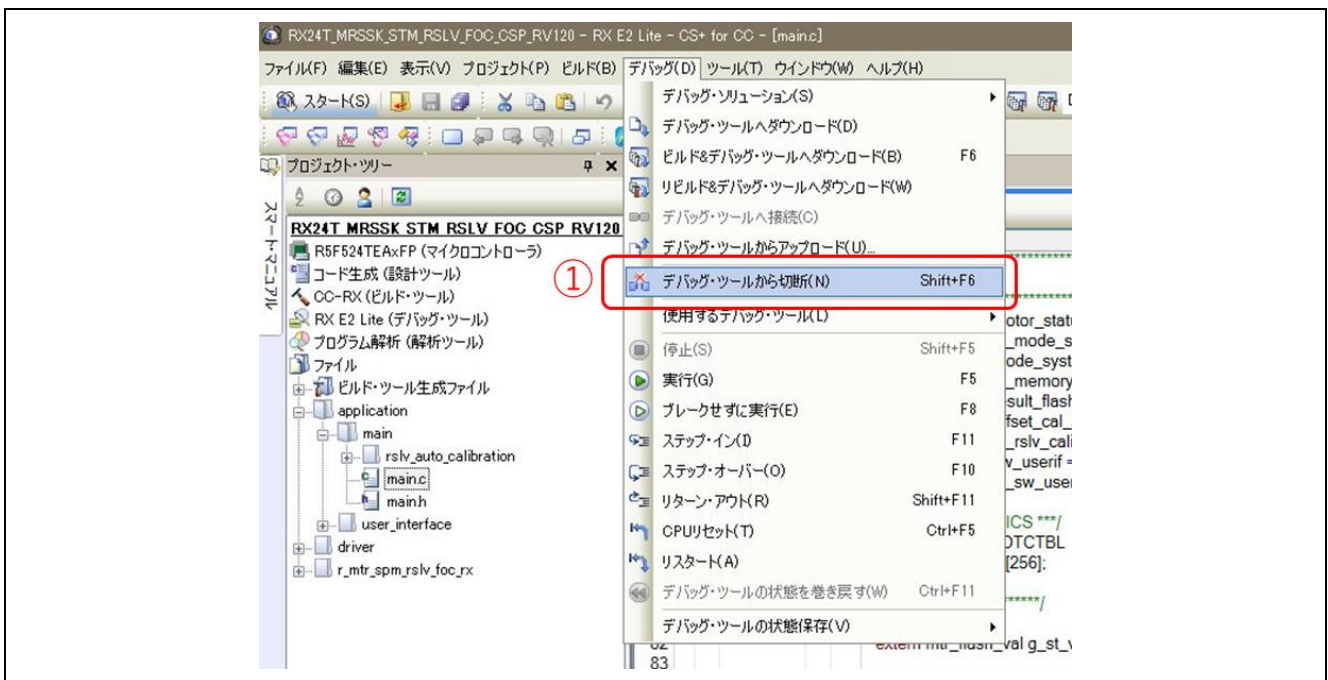 RX24T_MRSSK_STM_RSLV_FOC_CSP_RV120 - RX E2 Lite - CS+ for CC - [main.c]
ファイル(F) 編集(E) 表示(V) プロジェクト(P) ビルド(B) デバッグ(D) ツール(T) ウインドウ(W) ヘルプ(H)
スタート(S)
プロジェクト・ツリー
スマート・マニュアル
RX24T_MRSSK_STM_RSLV_FOC_CSP_RV120
R5F524TEAxFP (マイクロコントローラ)
コード生成 (設計ツール)
CC-RX (ビルド・ツール)
RX E2 Lite (デバッグ・ツール)
プログラム解析 (解析ツール)
ファイル
ビルド・ツール生成ファイル
application
main
rslv_auto_calibration
main.c
main.h
user_interface
driver
r_mtr_spm_rslv_foc_rx
デバッグ・ソリューション(S)
デバッグ・ツールへダウンロード(D)
ビルド&デバッグ・ツールへダウンロード(B) F6
リビルド&デバッグ・ツールへダウンロード(W)
デバッグ・ツールへ接続(C)
デバッグ・ツールからアップロード(U)...
① デバッグ・ツールから切断(N) Shift+F6
使用するデバッグ・ツール(L)
停止(S) Shift+F5
実行(G) F5
ブレークせずに実行(E) F8
ステップ・イン(I) F11
ステップ・オーバー(O) F10
リターン・アウト(R) Shift+F11
CPUリセット(T) Ctrl+F5
リスタート(A)
デバッグ・ツールの状態を巻き戻す(W) Ctrl+F11
デバッグ・ツールの状態保存(V)
otor_statu
_mode_s
ode_syst
_memory
sult_flash
fset_cal_
_rslv_cali
v_userif =
_sw_user
ICS ***/
DTCTBL
[256];
*****/
82 extern mtr_flash_val g_st_v
83